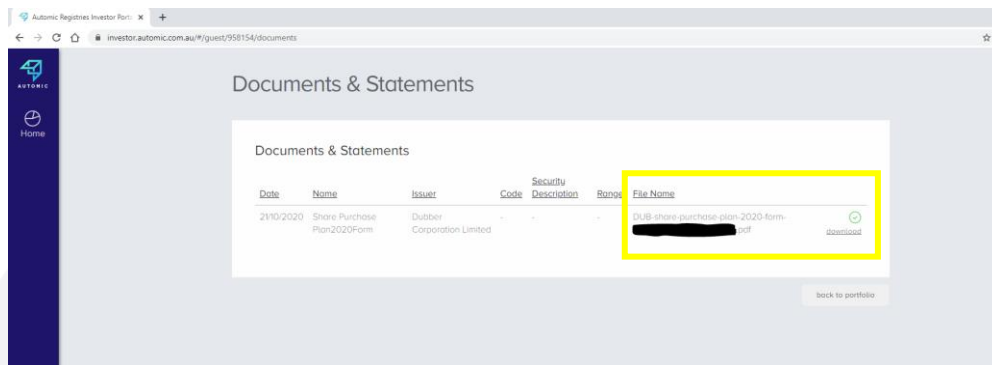 Automic Registries Investor Port
investor.automic.com.au/#/guest/958154/documents
AUTOMIC
Home
Documents & Statements
Documents & Statements
Date Name Issuer Code Security Description Range File Name
21/10/2020 Share Purchase Dubber - - - DUB-share-purchase-plan-2020-form-
Plan2020Form Corporation Limited .pdf download
back to portfolio